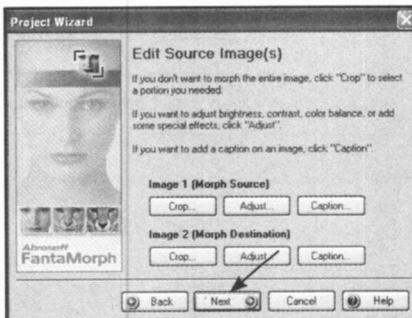 Project Wizard
Edit Source Image(s)
If you don't want to morph the entire image, click "Crop" to select
a portion you needed.
If you want to adjust brightness, contrast, color balance, or add
some special effects, click "Adjust".
If you want to add a caption on an image, click "Caption".
Image 1 (Morph Source)
Crop... Adjust... Caption...
Image 2 (Morph Destination)
Crop... Adjust... Caption...
Abrosoft
FantaMorph
Back Next Cancel Help